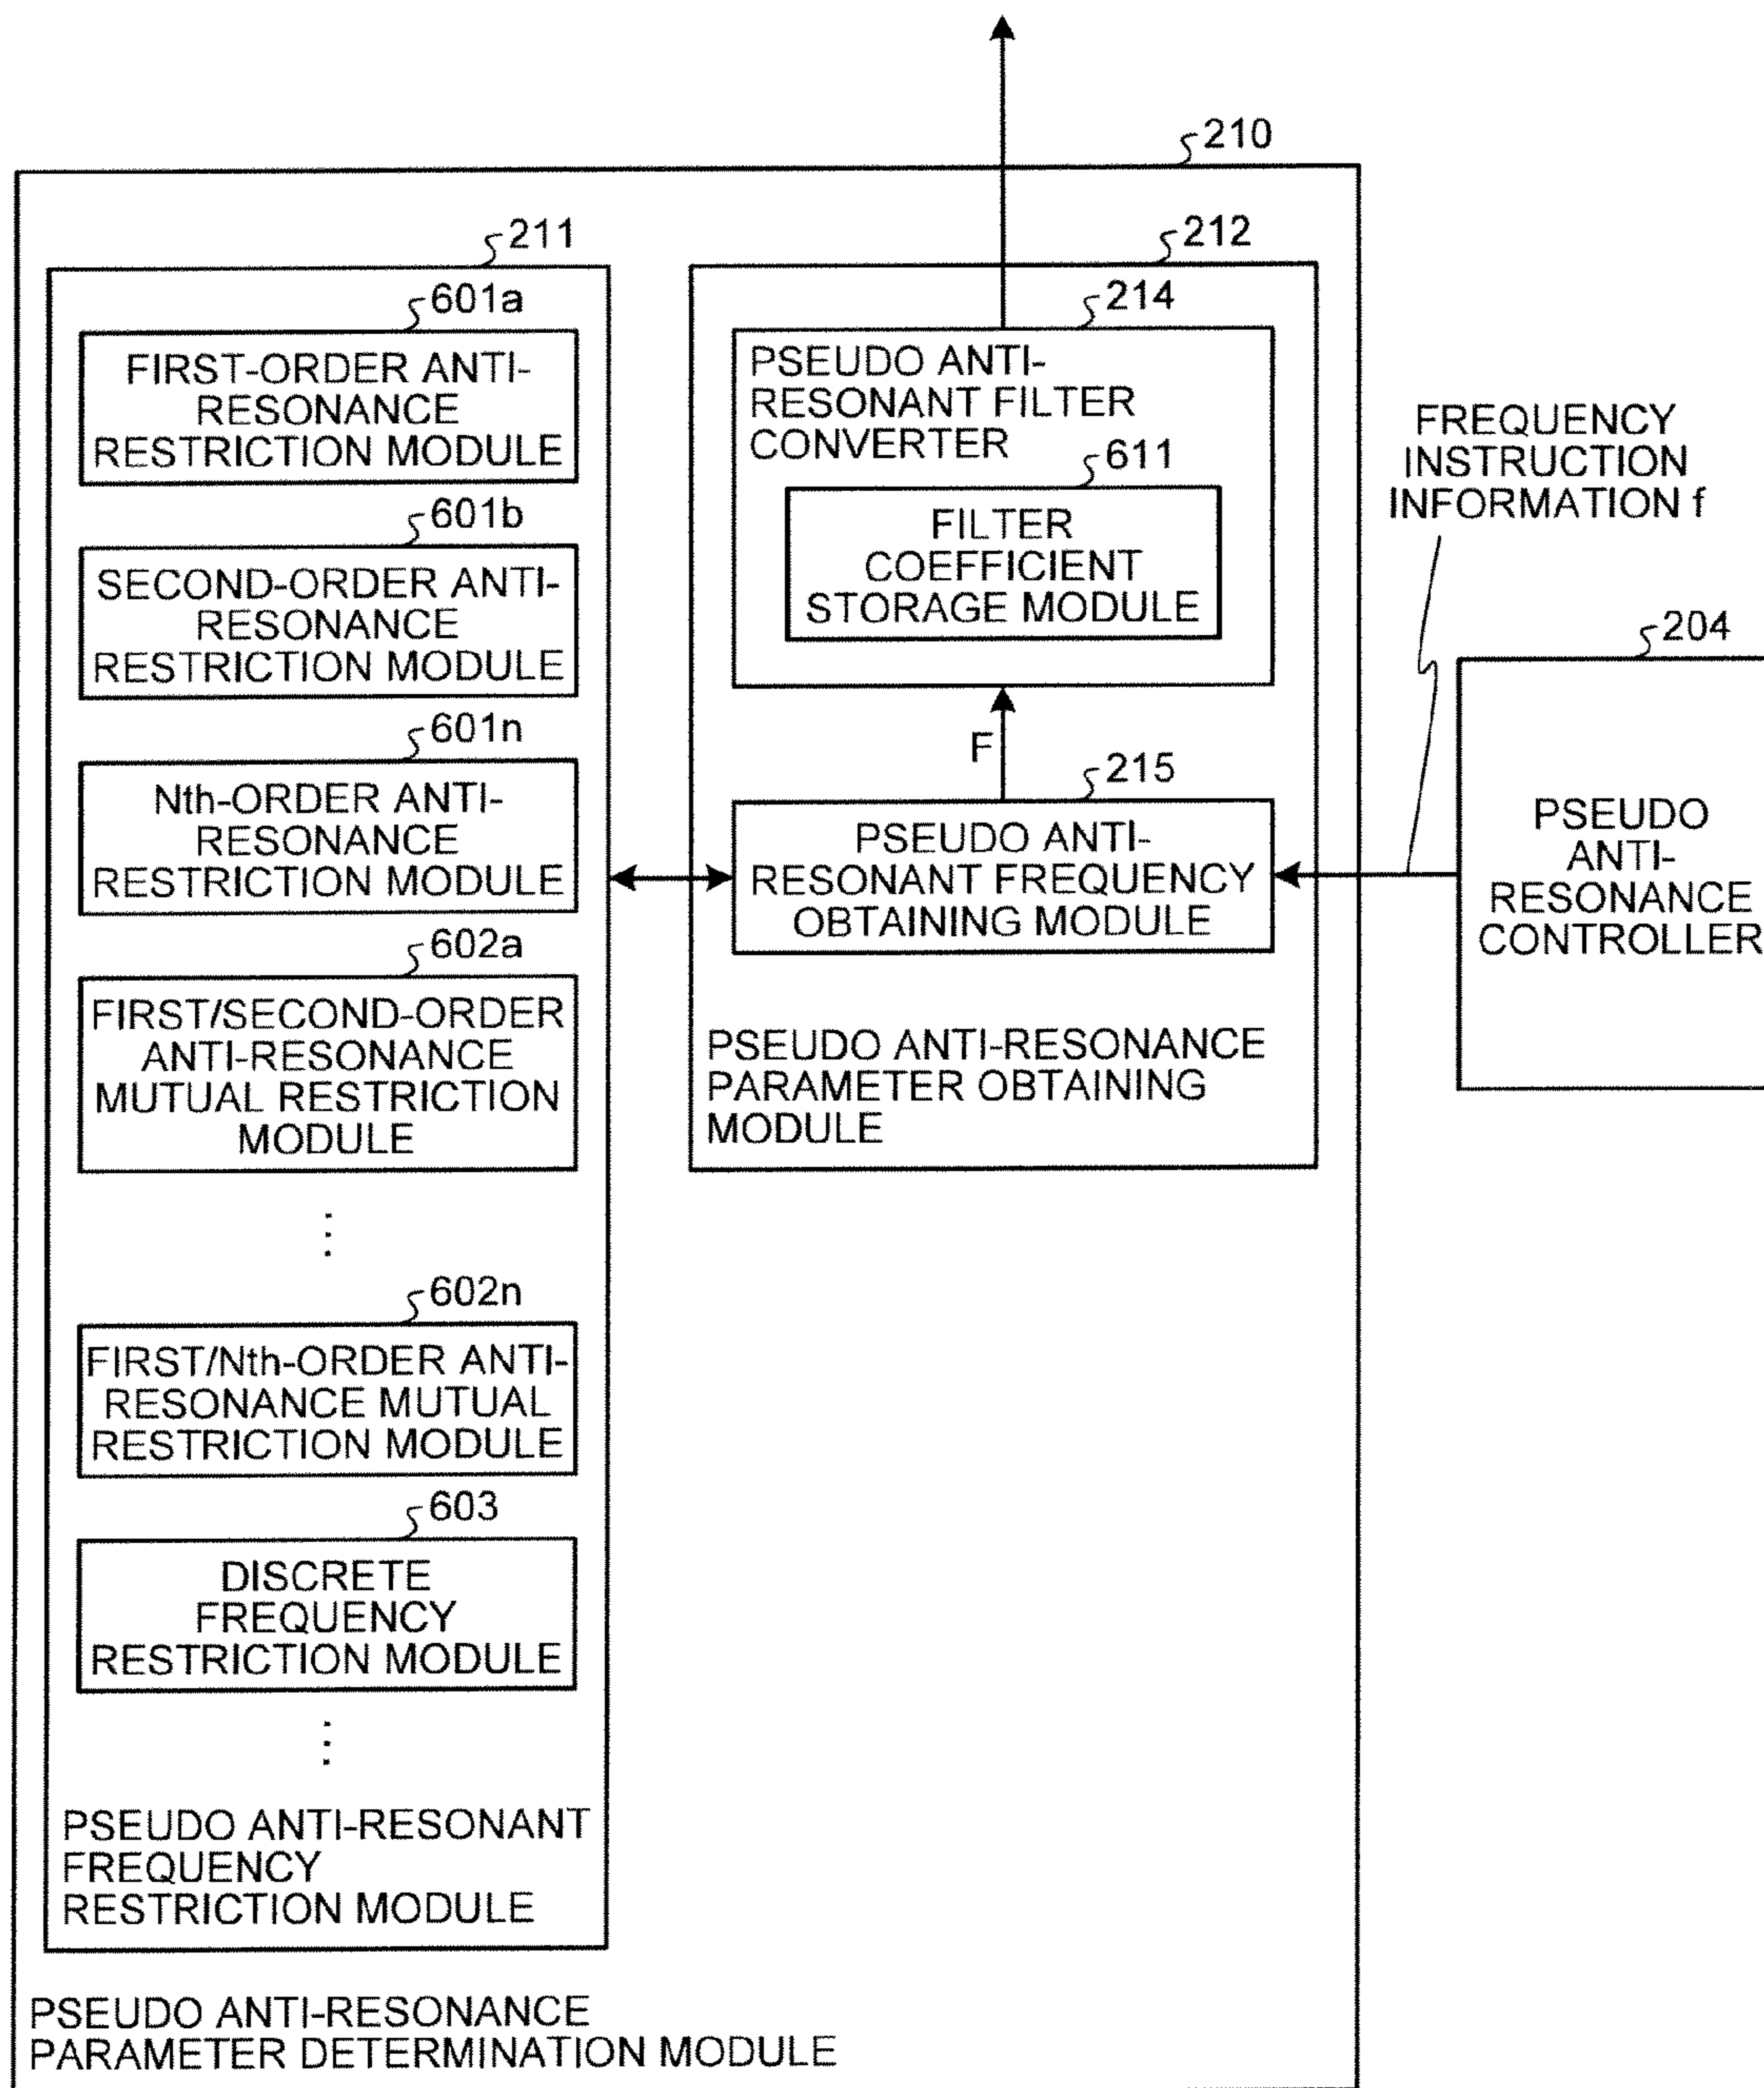 210
211
601a
FIRST-ORDER ANTI-
RESONANCE
RESTRICTION MODULE
601b
SECOND-ORDER ANTI-
RESONANCE
RESTRICTION MODULE
601n
Nth-ORDER ANTI-
RESONANCE
RESTRICTION MODULE
602a
FIRST/SECOND-ORDER
ANTI-RESONANCE
MUTUAL RESTRICTION
MODULE
602n
FIRST/Nth-ORDER ANTI-
RESONANCE MUTUAL
RESTRICTION MODULE
603
DISCRETE
FREQUENCY
RESTRICTION MODULE
PSEUDO ANTI-RESONANT
FREQUENCY
RESTRICTION MODULE
212
214
PSEUDO ANTI-
RESONANT FILTER
CONVERTER
611
FILTER
COEFFICIENT
STORAGE MODULE
F
215
PSEUDO ANTI-
RESONANT FREQUENCY
OBTAINING MODULE
PSEUDO ANTI-RESONANCE
PARAMETER OBTAINING
MODULE
FREQUENCY
INSTRUCTION
INFORMATION f
204
PSEUDO
ANTI-
RESONANCE
CONTROLLER
PSEUDO ANTI-RESONANCE
PARAMETER DETERMINATION MODULE